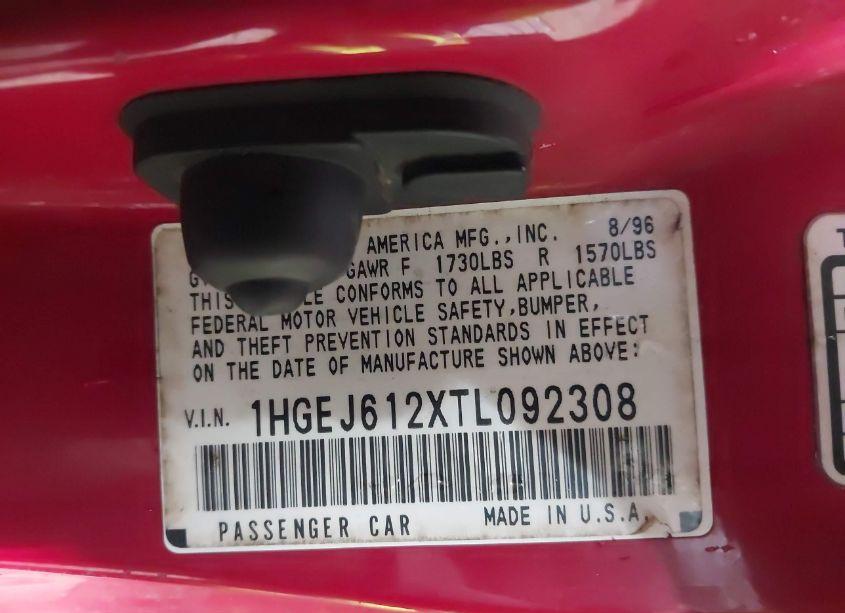 AMERICA MFG.,INC. 8/96
GAWR F 1730LBS R 1570LBS
THIS CONFORMS TO ALL APPLICABLE
FEDERAL MOTOR VEHICLE SAFETY,BUMPER,
AND THEFT PREVENTION STANDARDS IN EFFECT
ON THE DATE OF MANUFACTURE SHOWN ABOVE:
V.I.N. 1HGEJ612XTL092308
PASSENGER CAR MADE IN U.S.A.